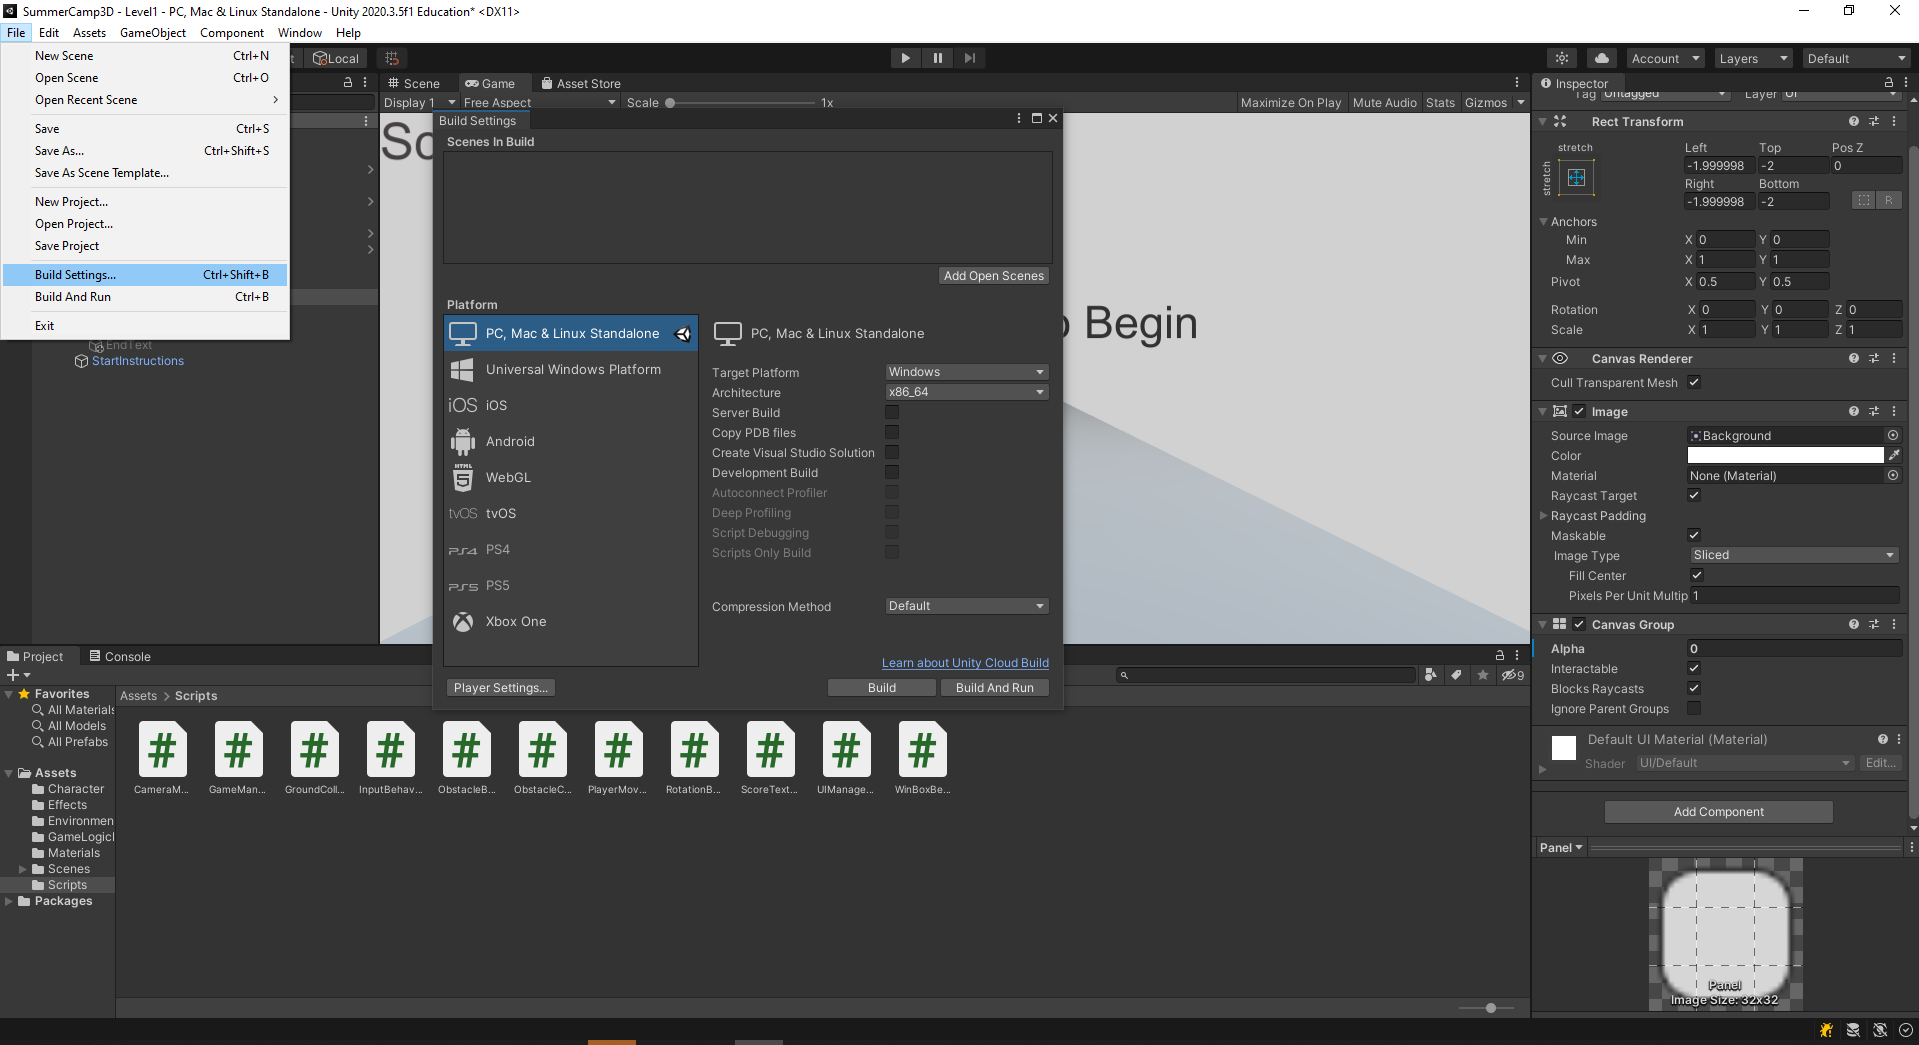 SummerCamp3D - Level1 - PC, Mac & Linux Standalone - Unity 2020.3.5f1 Education* <DX11>
File Edit Assets GameObject Component Window Help
New Scene Ctrl+N
Open Scene Ctrl+O
Open Recent Scene
Save Ctrl+S
Save As... Ctrl+Shift+S
Save As Scene Template...
New Project...
Open Project...
Save Project
Build Settings... Ctrl+Shift+B
Build And Run Ctrl+B
Exit
EndText
StartInstructions
Local
Account Layers Default
Scene Game Asset Store
Display 1 Free Aspect Scale 1x Maximize On Play Mute Audio Stats Gizmos
Sc
Begin
Build Settings
Scenes In Build
Add Open Scenes
Platform
PC, Mac & Linux Standalone
Universal Windows Platform
iOS iOS
Android
HTML 5 WebGL
tvOS tvOS
PS4 PS4
PS5 PS5
Xbox One
PC, Mac & Linux Standalone
Target Platform Windows
Architecture x86_64
Server Build
Copy PDB files
Create Visual Studio Solution
Development Build
Autoconnect Profiler
Deep Profiling
Script Debugging
Scripts Only Build
Compression Method Default
Learn about Unity Cloud Build
Player Settings... Build Build And Run
Inspector
Tag Untagged Layer UI
Rect Transform
stretch
stretch
Left Top Pos Z
-1.999998 -2 0
Right Bottom
-1.999998 -2 R
Anchors
Min X 0 Y 0
Max X 1 Y 1
Pivot X 0.5 Y 0.5
Rotation X 0 Y 0 Z 0
Scale X 1 Y 1 Z 1
Canvas Renderer
Cull Transparent Mesh
Image
Source Image Background
Color
Material None (Material)
Raycast Target
Raycast Padding
Maskable
Image Type Sliced
Fill Center
Pixels Per Unit Multip 1
Canvas Group
Alpha 0
Interactable
Blocks Raycasts
Ignore Parent Groups
Default UI Material (Material)
Shader UI/Default Edit...
Add Component
Panel
Panel
Image Size: 32x32
Project Console
9
Favorites
All Materials
All Models
All Prefabs
Assets
Character
Effects
Environmen
GameLogicI
Materials
Scenes
Scripts
Packages
Assets > Scripts
CameraM... GameMan... GroundColl... InputBehav... ObstacleB... ObstacleC... PlayerMov... RotationB... ScoreText... UIManage... WinBoxBe...